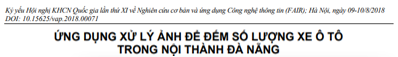 Kỷ yếu Hội nghị KHCN Quốc gia lần thứ XI về Nghiên cứu cơ bản và ứng dụng Công nghệ thông tin (FAIR); Hà Nội, ngày 09-10/8/2018
DOI: 10.15625/vap.2018.00071
ỨNG DỤNG XỬ LÝ ẢNH ĐỂ ĐẾM SỐ LƯỢNG XE Ô TÔ
TRONG NỘI THÀNH ĐÀ NẴNG